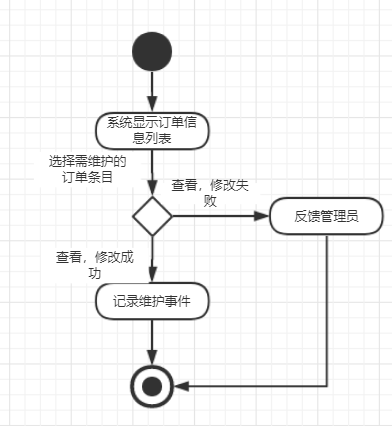 系统显示订单信
息列表
选择需维护的
订单条目
查看，修改失
败
反馈管理员
查看，修改成
功
记录维护事件